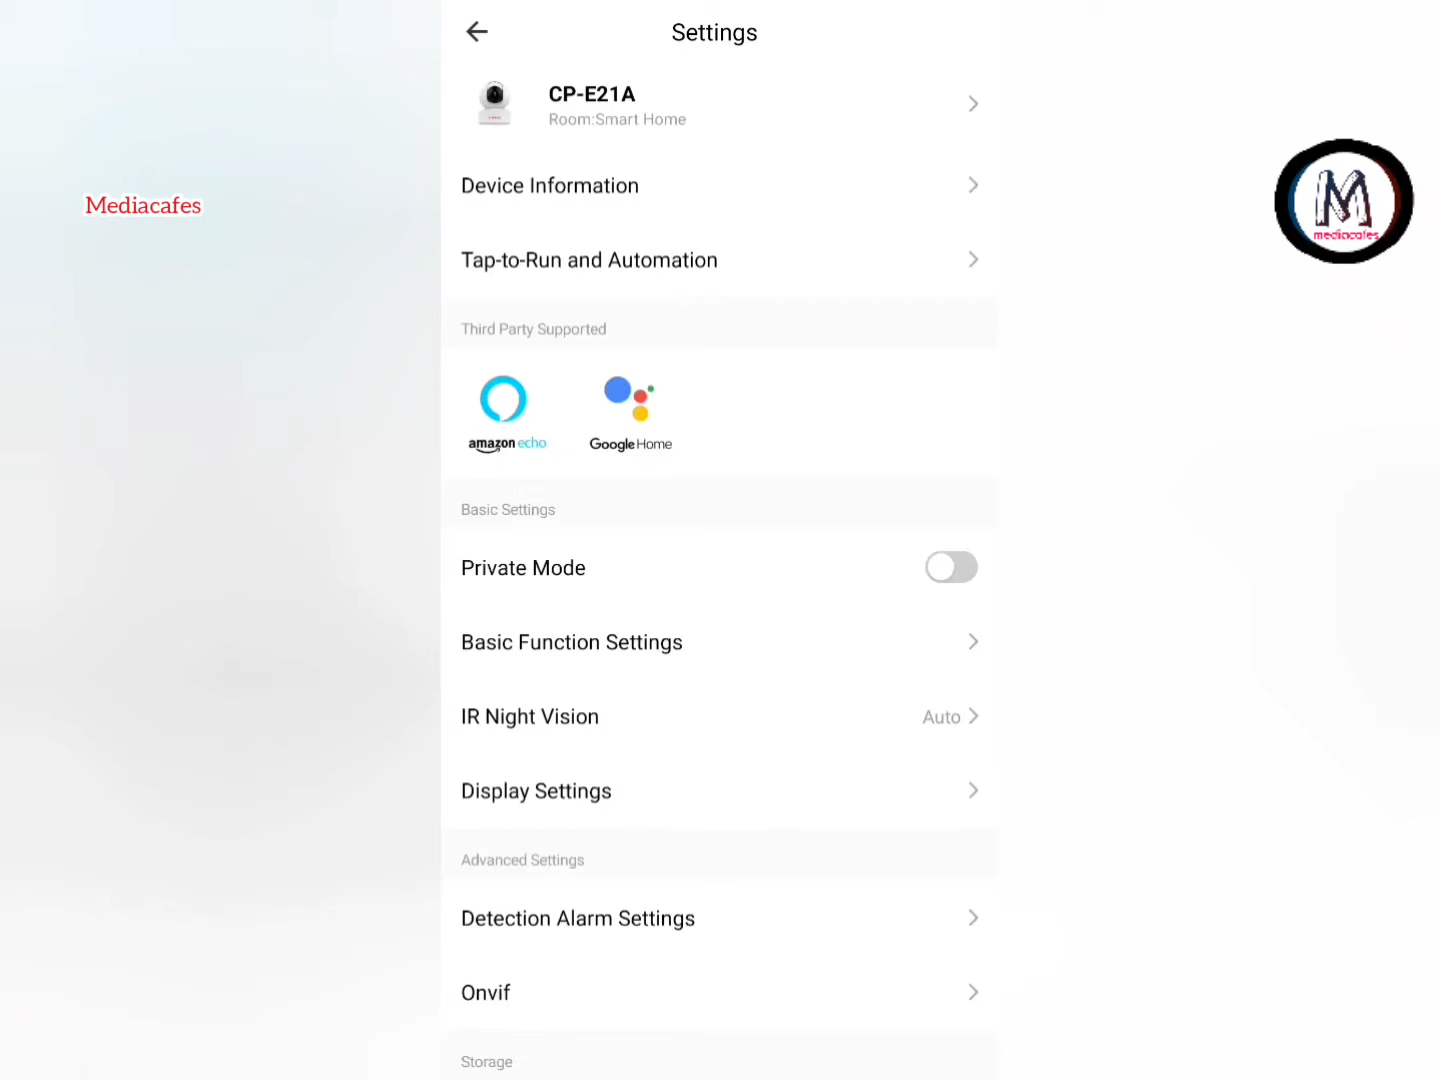 Settings
CP-E21A
Room:Smart Home
Device Information
Mediacafes
mediacafes
Tap-to-Run and Automation
Third Party Supported
amazon echo
Google Home
Basic Settings
Private Mode
Basic Function Settings
IR Night Vision
Auto
Display Settings
Advanced Settings
Detection Alarm Settings
Onvif
Storage